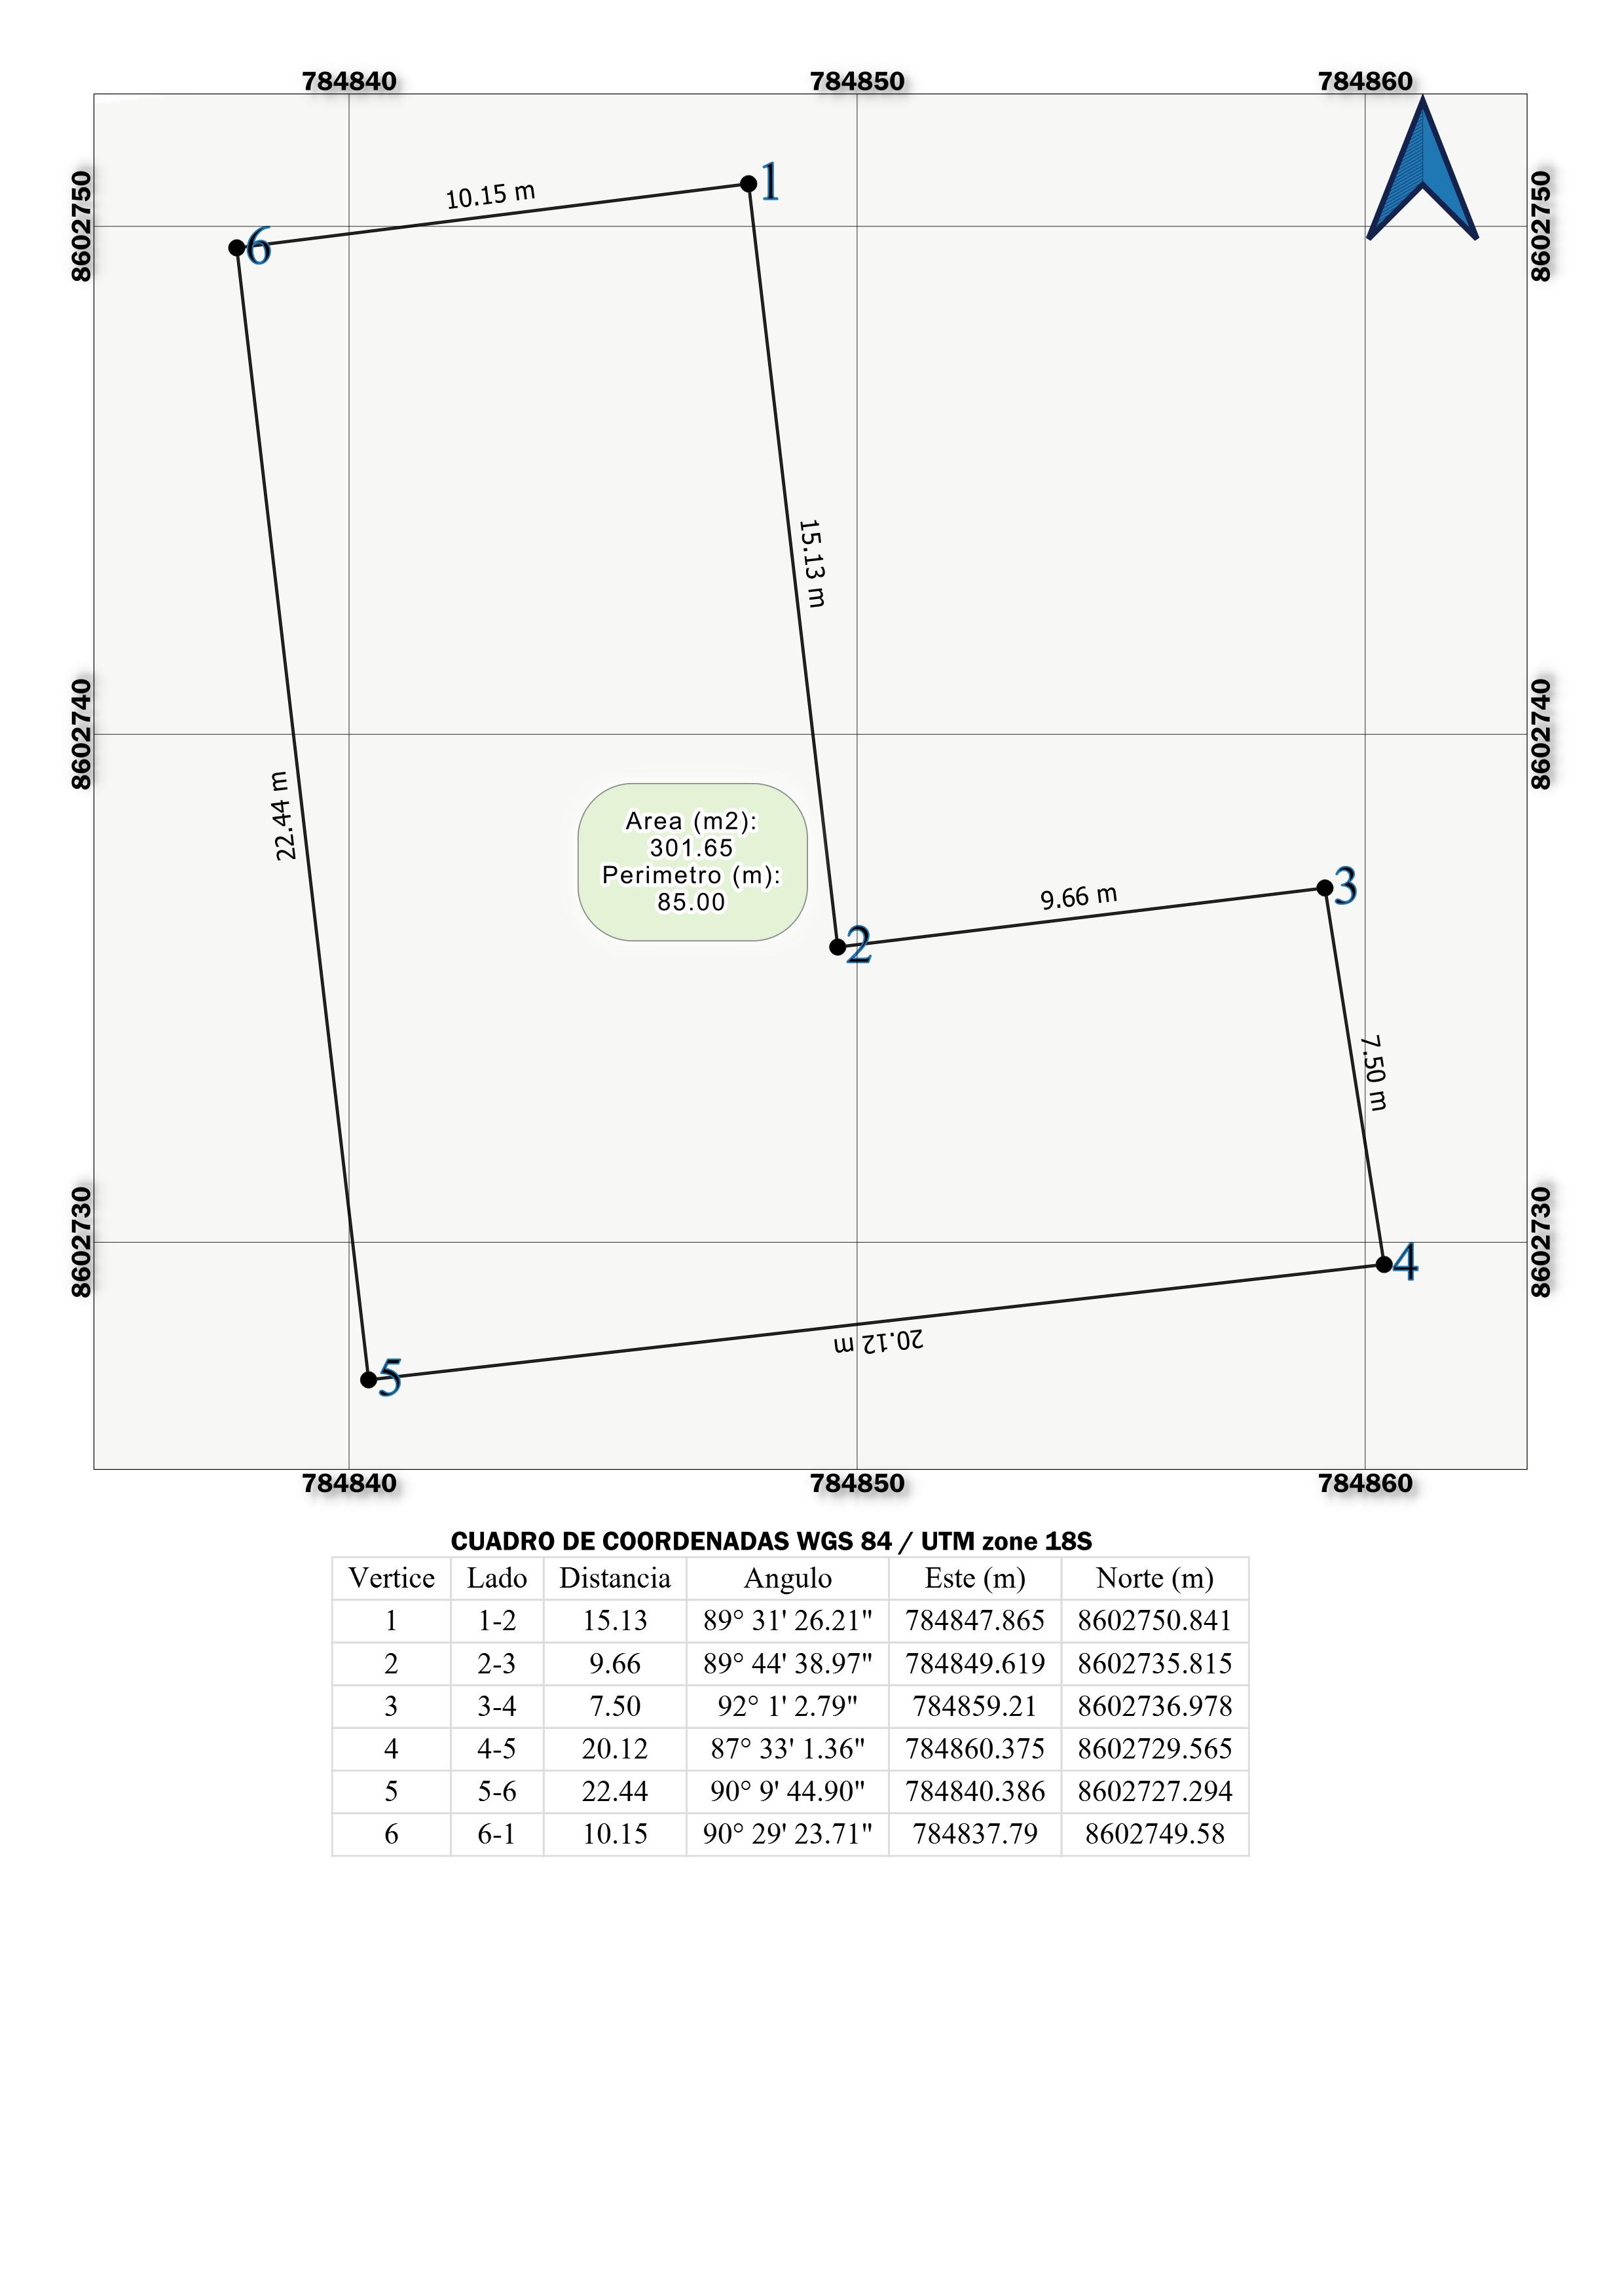 784840 784850 784860
8602750 8602750
10.15 m
1
6
15.13 m
8602740 8602740
22.44 m
Area (m2):
301.65
Perimetro (m):
85.00
3
9.66 m
2
7.50 m
8602730 8602730
4
20.12 m
5
784840 784850 784860
CUADRO DE COORDENADAS WGS 84 / UTM zone 18S
Vertice Lado Distancia Angulo Este (m) Norte (m)
1 1-2 15.13 89° 31' 26.21" 784847.865 8602750.841
2 2-3 9.66 89° 44' 38.97" 784849.619 8602735.815
3 3-4 7.50 92° 1' 2.79" 784859.21 8602736.978
4 4-5 20.12 87° 33' 1.36" 784860.375 8602729.565
5 5-6 22.44 90° 9' 44.90" 784840.386 8602727.294
6 6-1 10.15 90° 29' 23.71" 784837.79 8602749.58